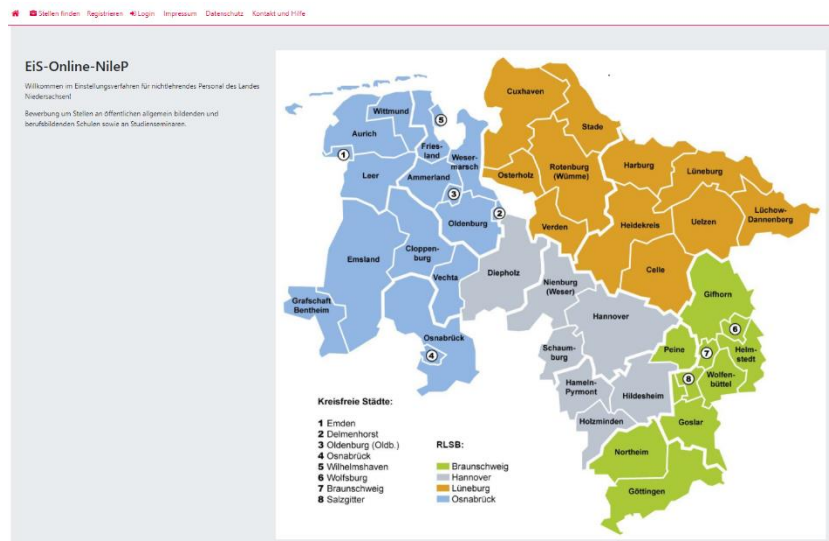 Stellen finden Registrieren Login Impressum Datenschutz Kontakt und Hilfe
EiS-Online-NileP
Willkommen im Einstellungsverfahren für nichtlehrendes Personal des Landes
Niedersachsen!
Bewerbung um Stellen an öffentlichen allgemein bildenden und
berufsbildenden Schulen sowie an Studienseminaren.
Cuxhaven
Wittmund
5
Stade
Aurich
Fries-
land
1
Weser-
marsch
Rotenburg
(Wümme)
Harburg
Lüneburg
Leer
Ammerland
Osterholz
3
Lüchow-
Dannenberg
2
Oldenburg
Verden
Heidekreis
Uelzen
Cloppen-
burg
Emsland
Diepholz
Celle
Vechta
Nienburg
(Weser)
Gifhorn
Grafschaft
Bentheim
Hannover
6
Osnabrück
Schaum-
burg
Peine
7
Helm-
stedt
4
8
Wolfen-
büttel
Hameln-
Pyrmont
Hildesheim
Kreisfreie Städte:
Holzminden
Goslar
1 Emden
2 Delmenhorst
3 Oldenburg (Oldb.)
4 Osnabrück
5 Wilhelmshaven
6 Wolfsburg
7 Braunschweig
8 Salzgitter
RLSB:
Braunschweig
Hannover
Lüneburg
Osnabrück
Northeim
Göttingen